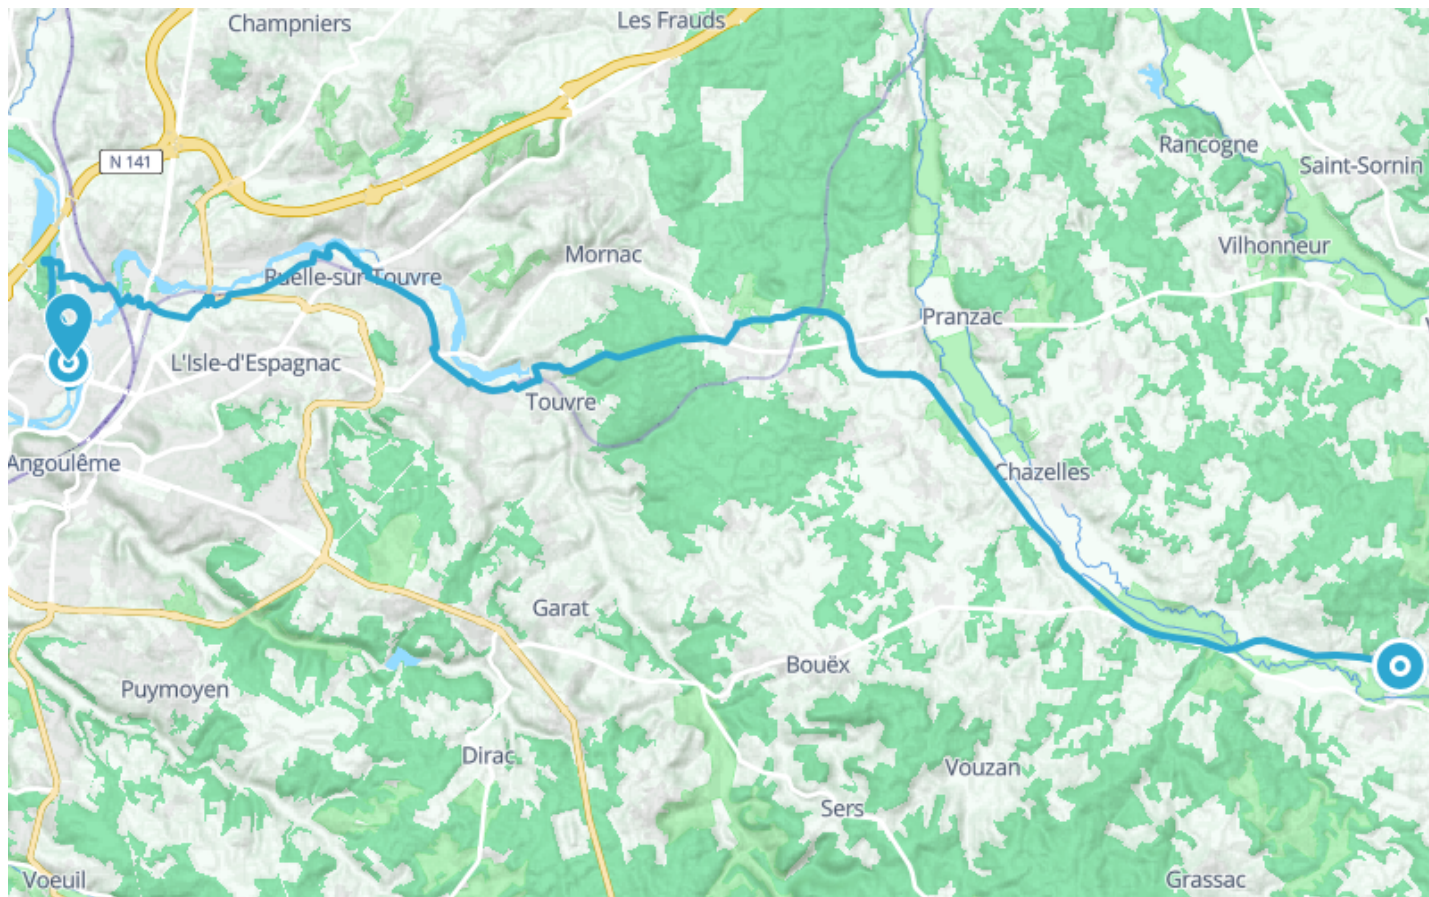 Champniers
Les Frauds
N 141
Rancogne
Saint-Sornin
Mornac
Vilhonneur
Ruelle-sur-Touvre
Pranzac
L'Isle-d'Espagnac
Touvre
Angoulême
Chazelles
Garat
Bouëx
Puymoyen
Dirac
Vouzan
Sers
Voeuil
Grassac